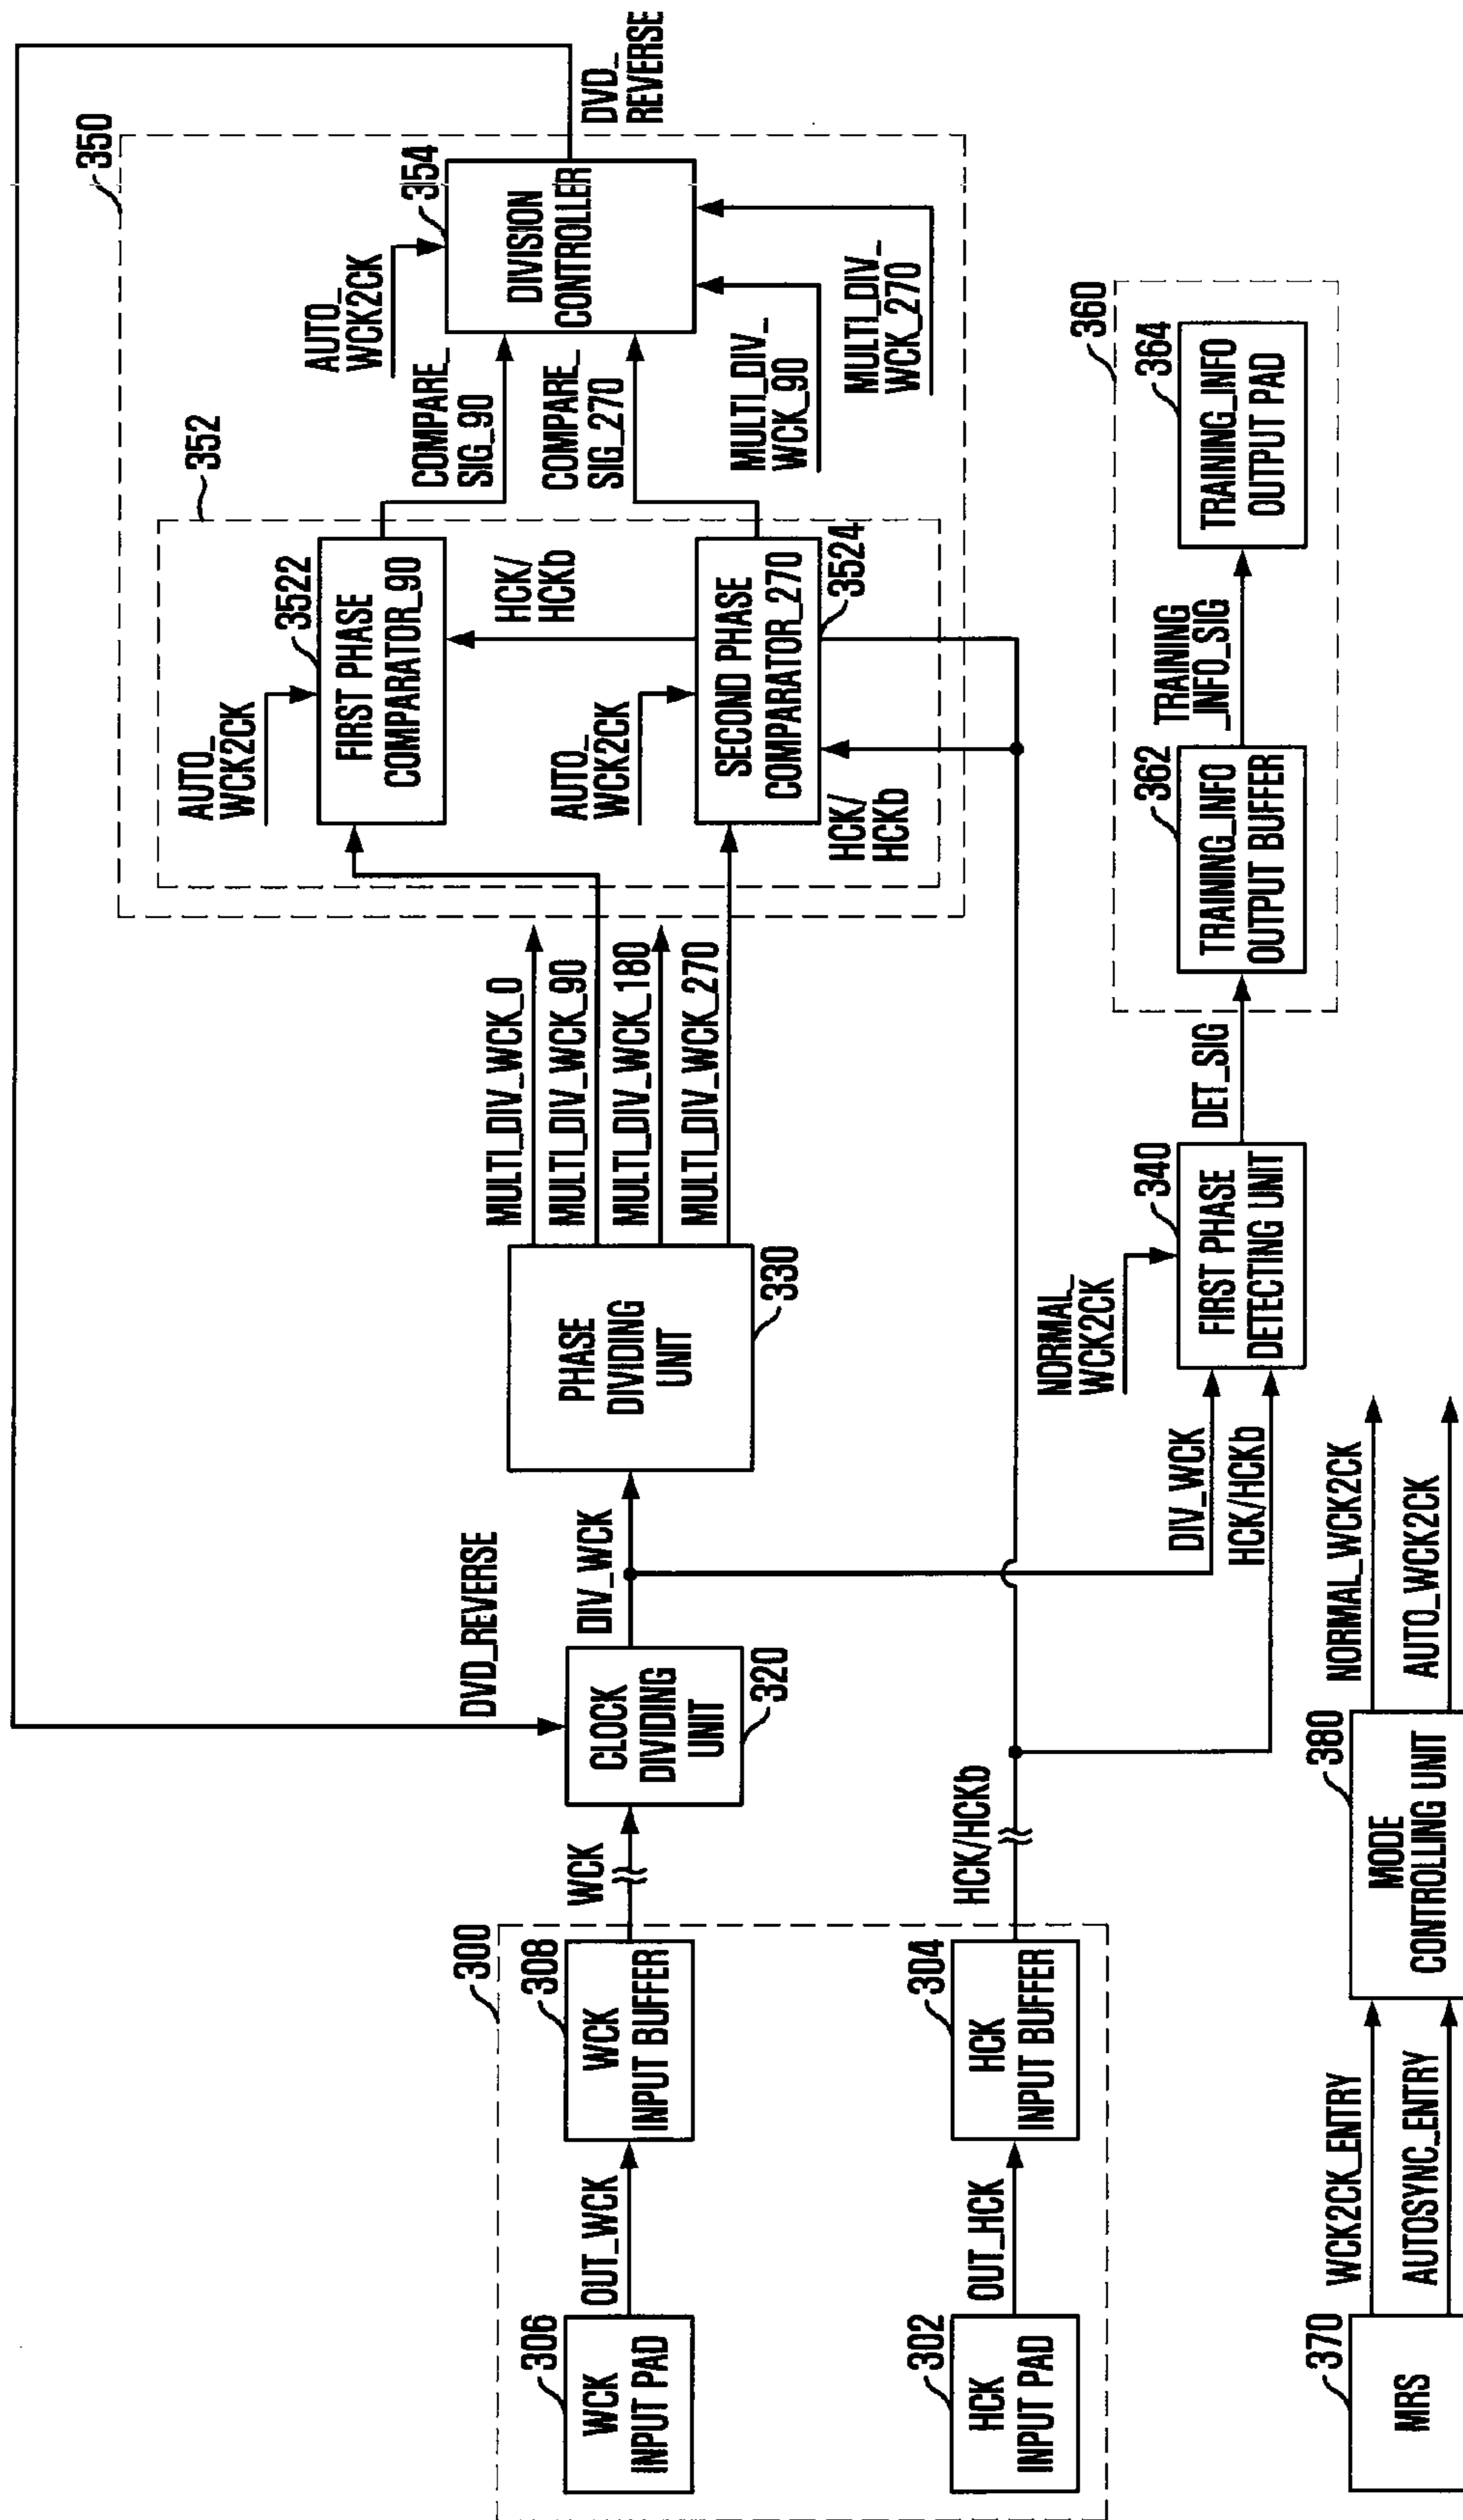 350
DVD_
REVERSE
354
DIVISION
CONTROLLER
AUTO_
WCK2CK
COMPARE_
SIG_90
COMPARE_
SIG_270
MULTI_DIV_
WCK_90
MULTI_DIV_
WCK_270
352
3522
FIRST PHASE
COMPARATOR_90
AUTO_
WCK2CK
HCK/
HCKb
3524
SECOND PHASE
COMPARATOR_270
AUTO_
WCK2CK
HCK/
HCKb
MULTI_DIV_WCK_0
MULTI_DIV_WCK_90
MULTI_DIV_WCK_180
MULTI_DIV_WCK_270
PHASE
DIVIDING
UNIT
330
DVD_REVERSE
DIV_WCK
CLOCK
DIVIDING
UNIT
320
WCK
HCK/HCKb
300
308
WCK
INPUT BUFFER
OUT_WCK
306
WCK
INPUT PAD
304
HCK
INPUT BUFFER
OUT_HCK
302
HCK
INPUT PAD
360
364
TRAINING_INFO
OUTPUT PAD
TRAINING
_INFO_SIG
362
TRAINING_INFO
OUTPUT BUFFER
DET_SIG
340
FIRST PHASE
DETECTING UNIT
NORMAL_
WCK2CK
DIV_WCK
HCK/HCKb
NORMAL_WCK2CK
AUTO_WCK2CK
380
MODE
CONTROLLING UNIT
WCK2CK_ENTRY
AUTOSYNC_ENTRY
370
MRS